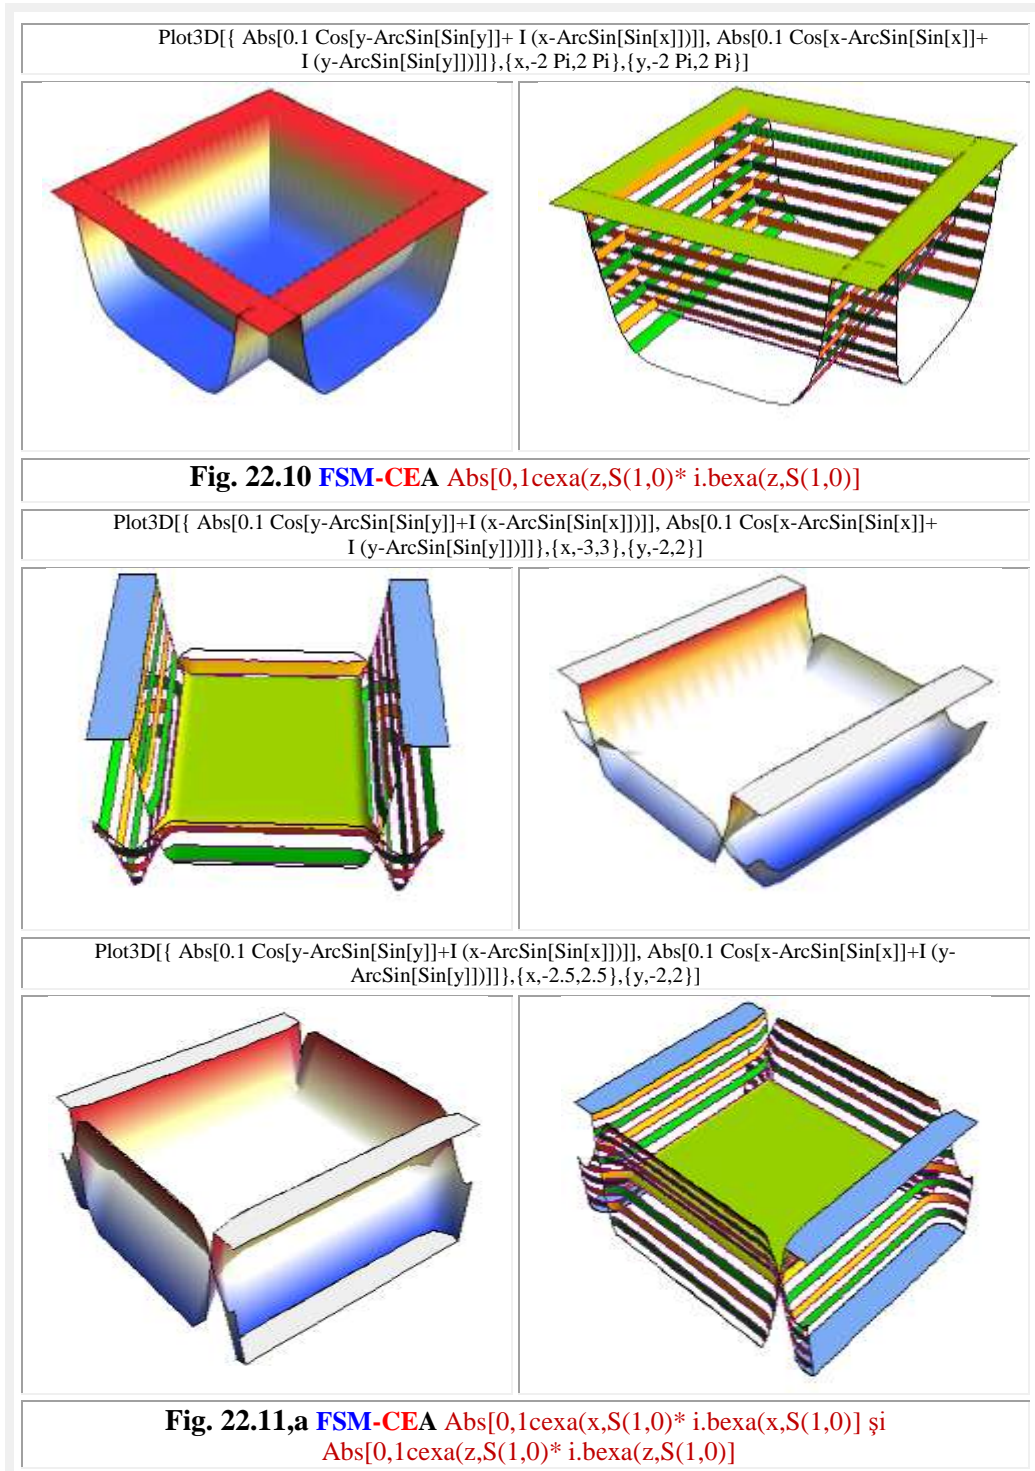 Plot3D[{ Abs[0.1 Cos[y-ArcSin[Sin[y]]+ I (x-ArcSin[Sin[x]])]], Abs[0.1 Cos[x-ArcSin[Sin[x]]+
I (y-ArcSin[Sin[y]])]]},{x,-2 Pi,2 Pi},{y,-2 Pi,2 Pi}]
Fig. 22.10 FSM-CEA Abs[0,1cexa(z,S(1,0)* i.bexa(z,S(1,0)]
Plot3D[{ Abs[0.1 Cos[y-ArcSin[Sin[y]]+I (x-ArcSin[Sin[x]])]], Abs[0.1 Cos[x-ArcSin[Sin[x]]+
I (y-ArcSin[Sin[y]])]]},{x,-3,3},{y,-2,2}]
Plot3D[{ Abs[0.1 Cos[y-ArcSin[Sin[y]]+I (x-ArcSin[Sin[x]])]], Abs[0.1 Cos[x-ArcSin[Sin[x]]+I (y-
ArcSin[Sin[y]])]]},{x,-2.5,2.5},{y,-2,2}]
Fig. 22.11,a FSM-CEA Abs[0,1cexa(x,S(1,0)* i.bexa(x,S(1,0)] şi
Abs[0,1cexa(z,S(1,0)* i.bexa(z,S(1,0)]